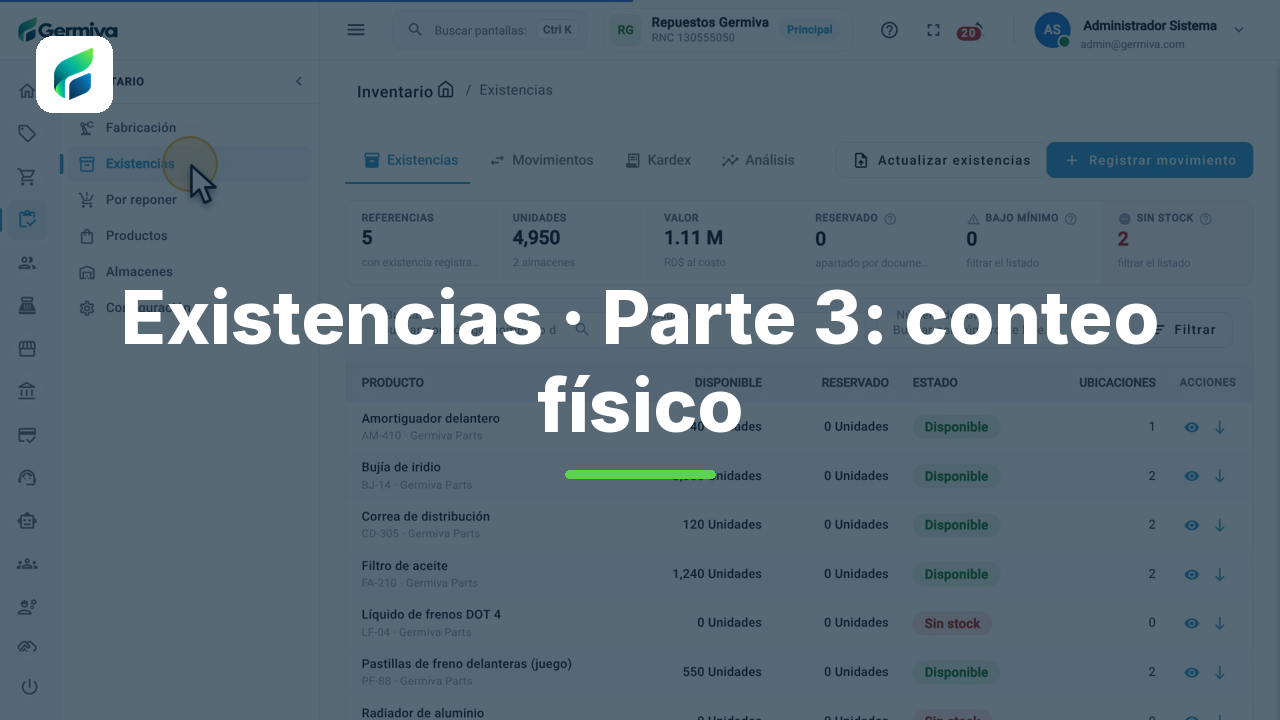 Germiva
Buscar pantallas:
Ctrl K
RG
Repuestos Germiva
RNC 130555050
Principal
20
AS
Administrador Sistema
admin@germiva.com
TARIO
Fabricación
Existencias
Por reponer
Productos
Almacenes
Inventario / Existencias
Existencias
Movimientos
Kardex
Análisis
Actualizar existencias
+ Registrar movimiento
REFERENCIAS
5
con existencia registra...
UNIDADES
4,950
2 almacenes
VALOR
1.11 M
RD$ al costo
RESERVADO
0
apartado por docume...
BAJO MÍNIMO
0
filtrar el listado
SIN STOCK
2
filtrar el listado
Filtrar
Existencias · Parte 3: conteo
físico
PRODUCTO DISPONIBLE RESERVADO ESTADO UBICACIONES ACCIONES
Amortiguador delantero
AM-410 · Germiva Parts
0 Unidades
Disponible
1
Bujía de iridio
BJ-14 · Germiva Parts
0 Unidades
Disponible
2
Correa de distribución
CD-305 · Germiva Parts
120 Unidades
0 Unidades
Disponible
2
Filtro de aceite
FA-210 · Germiva Parts
1,240 Unidades
0 Unidades
Disponible
2
Líquido de frenos DOT 4
LF-04 · Germiva Parts
0 Unidades
0 Unidades
Sin stock
0
Pastillas de freno delanteras (juego)
PF-88 · Germiva Parts
550 Unidades
0 Unidades
Disponible
2
Radiador de aluminio